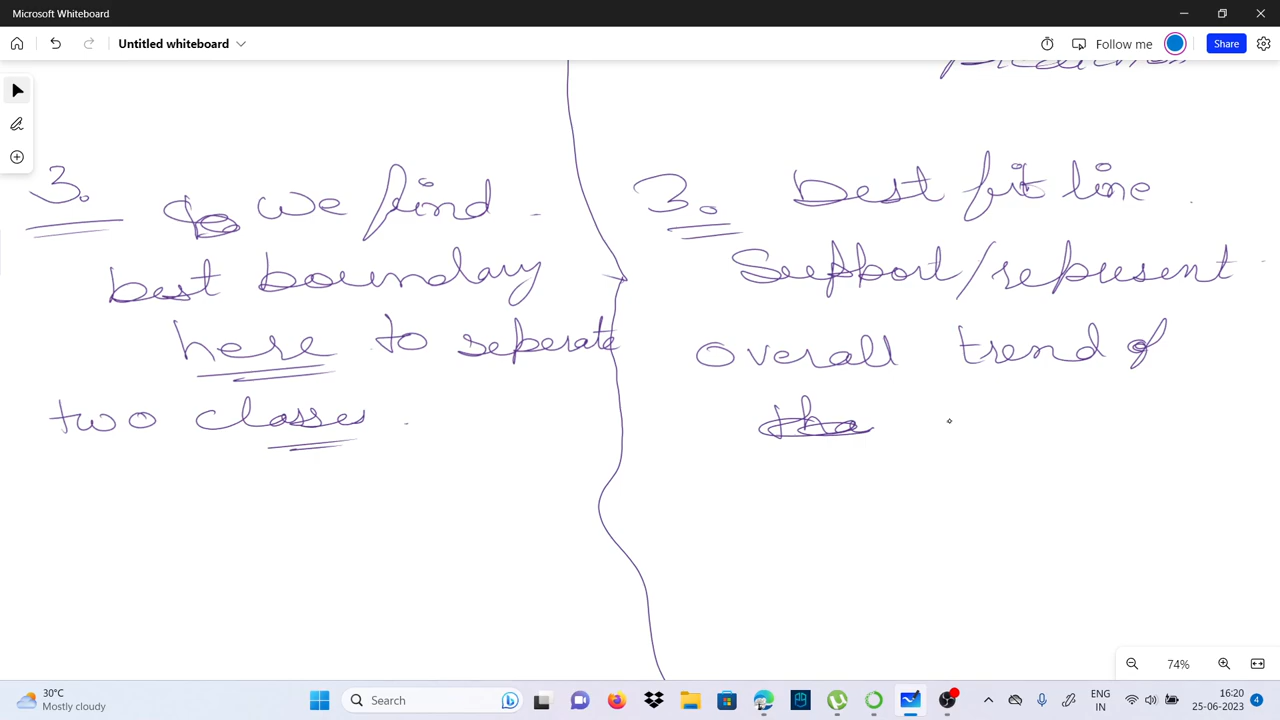 Microsoft Whiteboard
Untitled whiteboard
Follow me
Share
3.
We find
best boundary
here to seperate
two classes.
3. Best fit line
Support/represent
overall trend of
the
74%
30°C
Mostly cloudy
Search
ENG
IN
16:20
25-06-2023
4